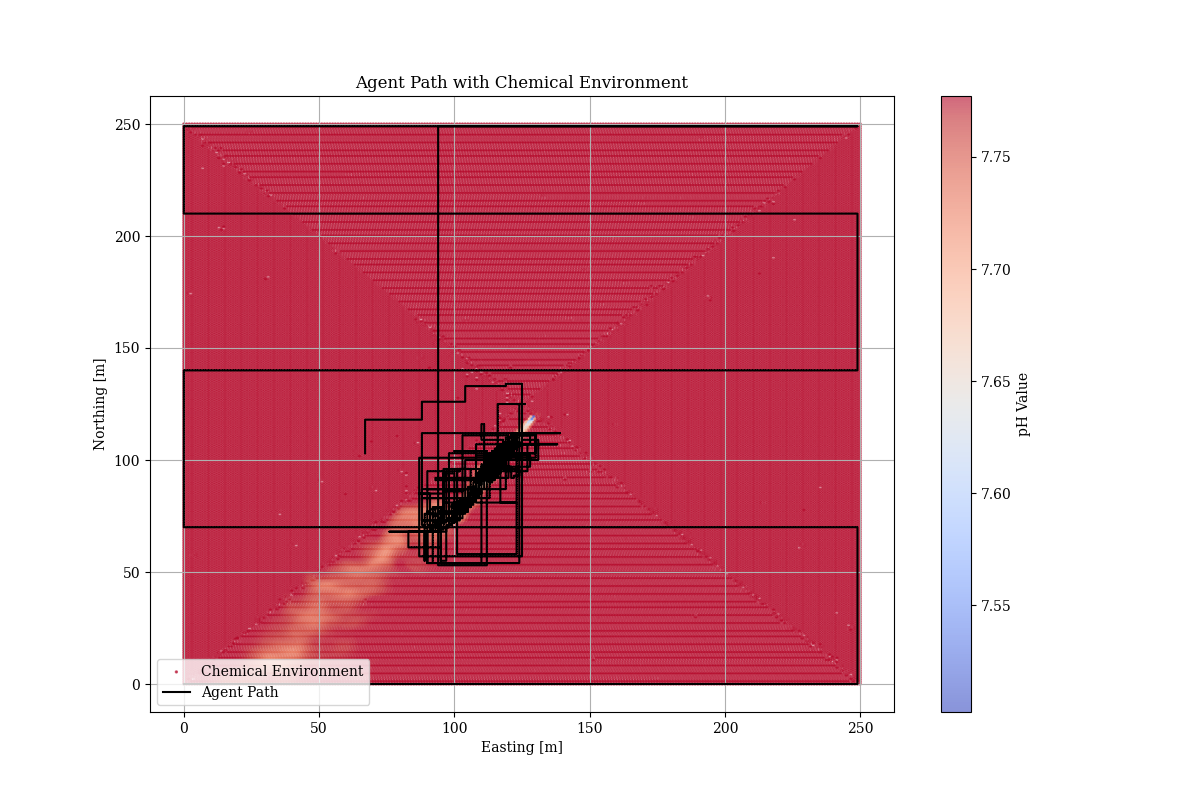 Agent Path with Chemical Environment
250
200
150
100
50
0
Northing [m]
0 50 100 150 200 250
Easting [m]
Chemical Environment
Agent Path
7.75
7.70
7.65
7.60
7.55
pH Value